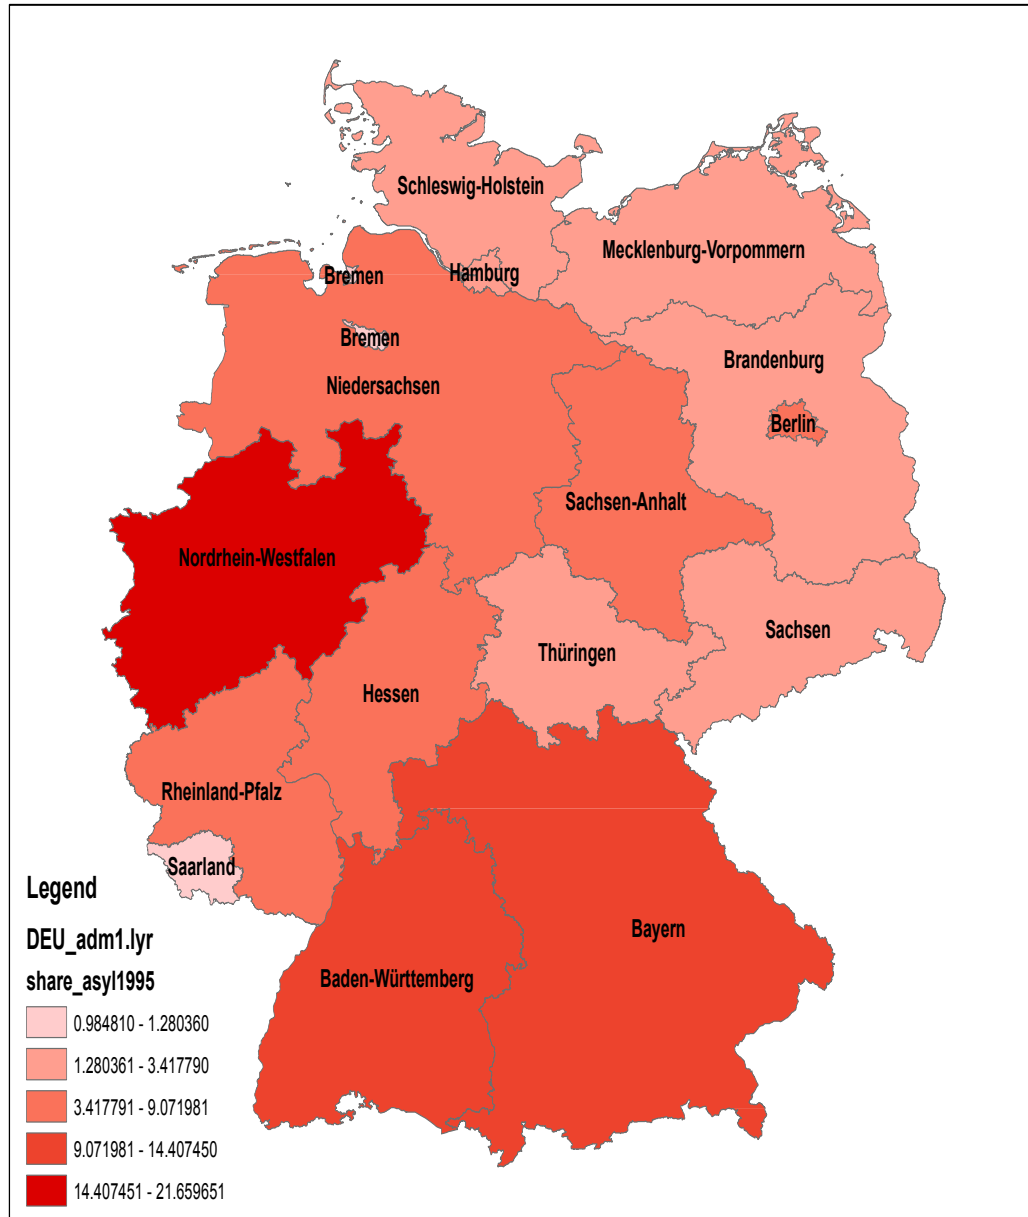 Schleswig-Holstein
Mecklenburg-Vorpommern
Hamburg
Bremen
Bremen
Brandenburg
Niedersachsen
Berlin
Sachsen-Anhalt
Nordrhein-Westfalen
Sachsen
Thüringen
Hessen
Rheinland-Pfalz
Saarland
Bayern
Baden-Württemberg
Legend
DEU_adm1.lyr
share_asyl1995
0.984810 - 1.280360
1.280361 - 3.417790
3.417791 - 9.071981
9.071981 - 14.407450
14.407451 - 21.659651